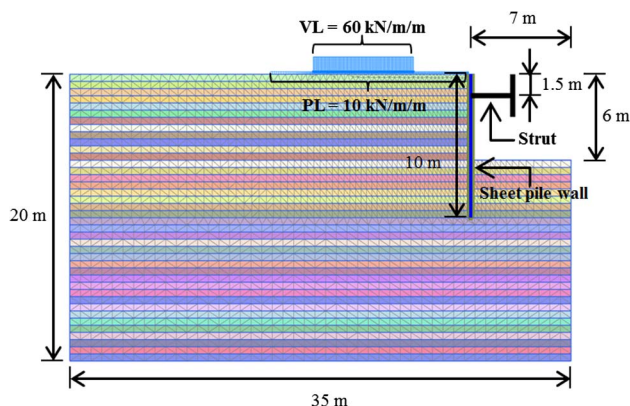 VL = 60 kN/m/m
7 m
1.5 m
PL = 10 kN/m/m
6 m
Strut
10 m
Sheet pile wall
20 m
35 m